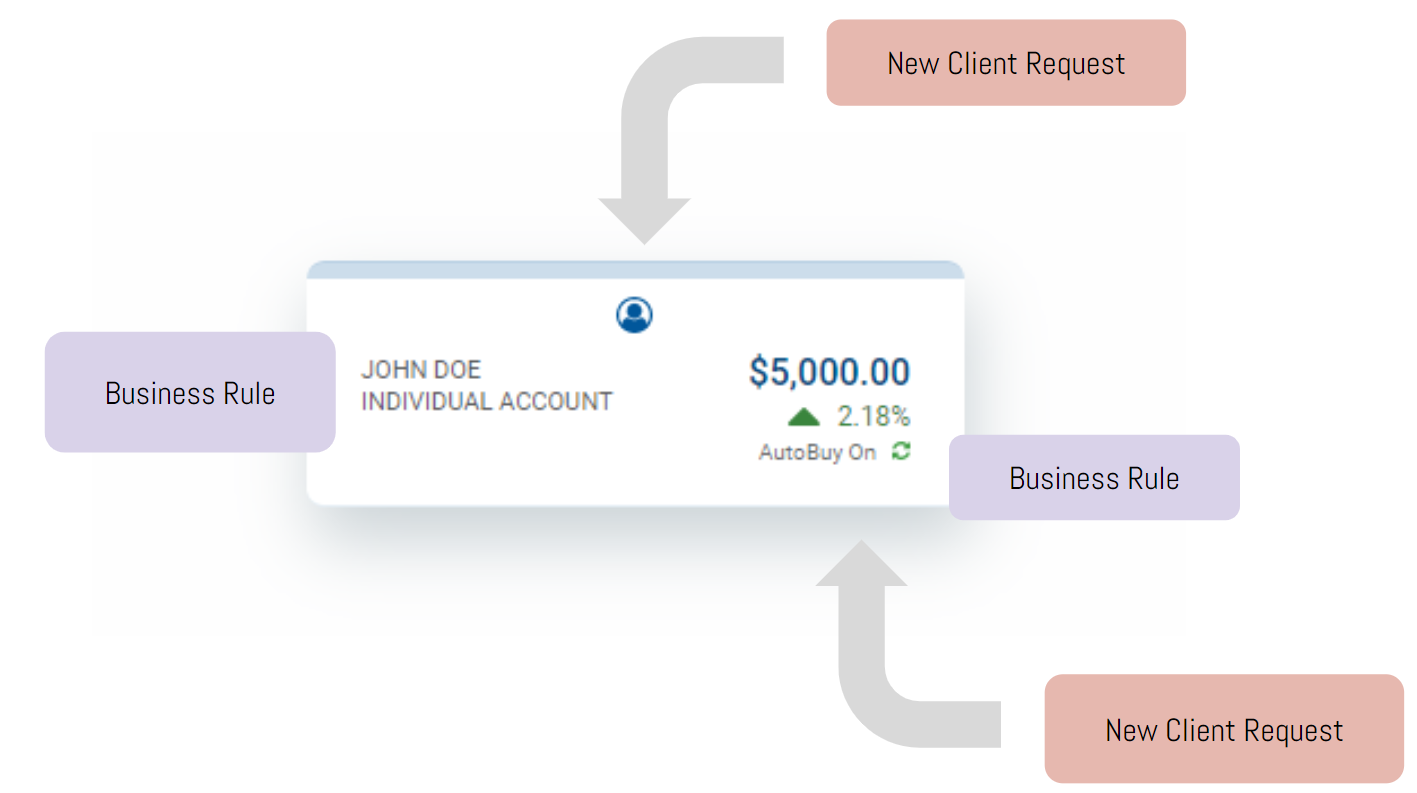 New Client Request
Business Rule
JOHN DOE
INDIVIDUAL ACCOUNT
$5,000.00
2.18%
AutoBuy On
Business Rule
New Client Request